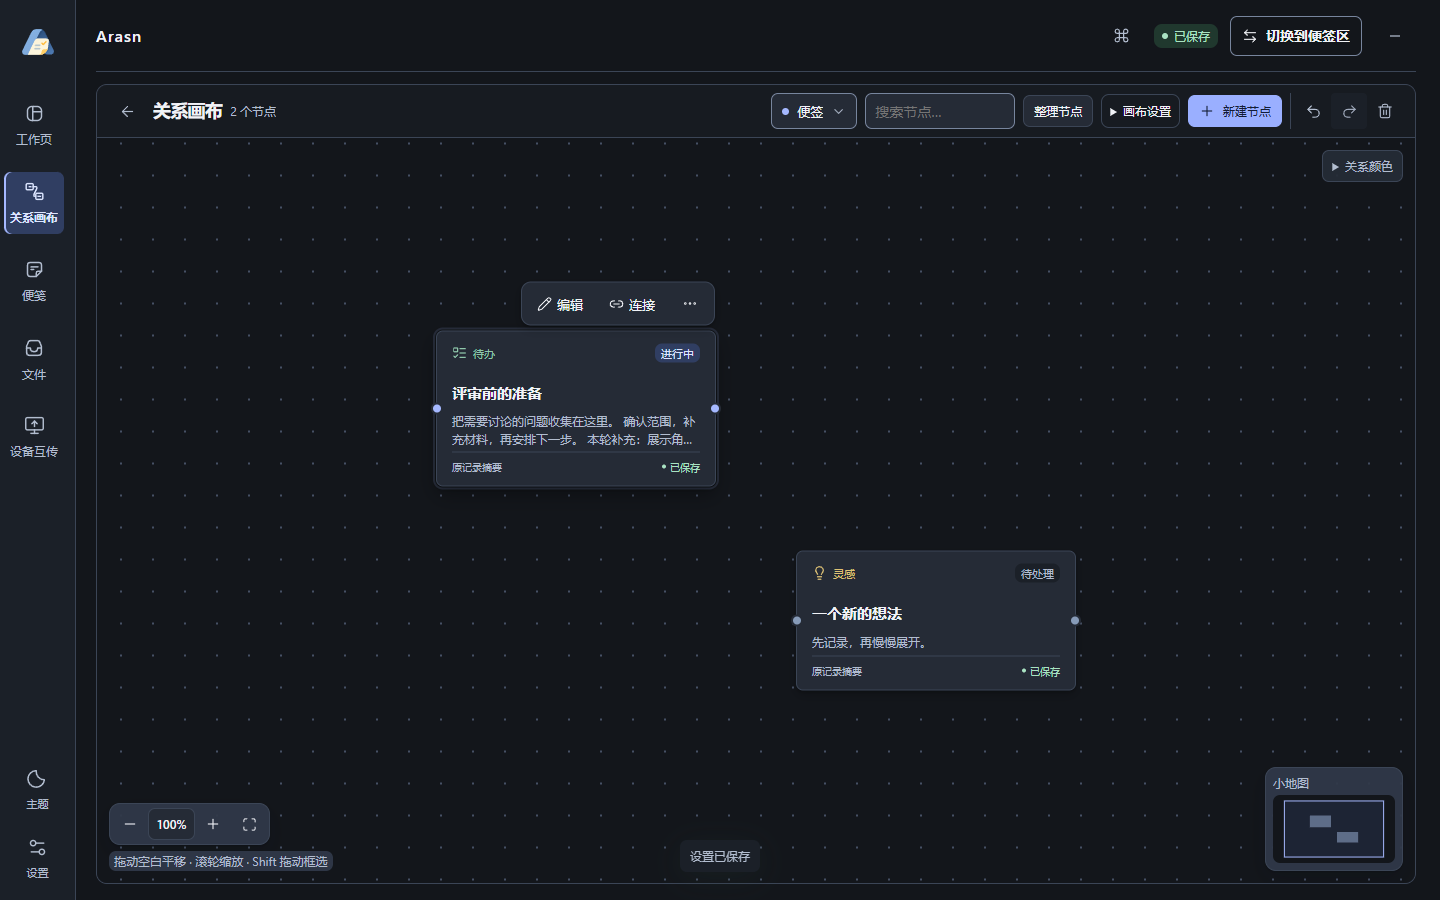 Arasn
已保存
切换到便签区
工作页
关系画布
便笺
文件
设备互传
主题
设置
关系画布 2 个节点
便签
搜索节点...
整理节点
画布设置
新建节点
关系颜色
编辑
连接
待办
进行中
评审前的准备
把需要讨论的问题收集在这里。 确认范围，补
充材料，再安排下一步。 本轮补充：展示角...
原记录摘要
已保存
灵感
待处理
一个新的想法
先记录，再慢慢展开。
原记录摘要
已保存
100%
拖动空白平移 · 滚轮缩放 · Shift 拖动框选
设置已保存
小地图